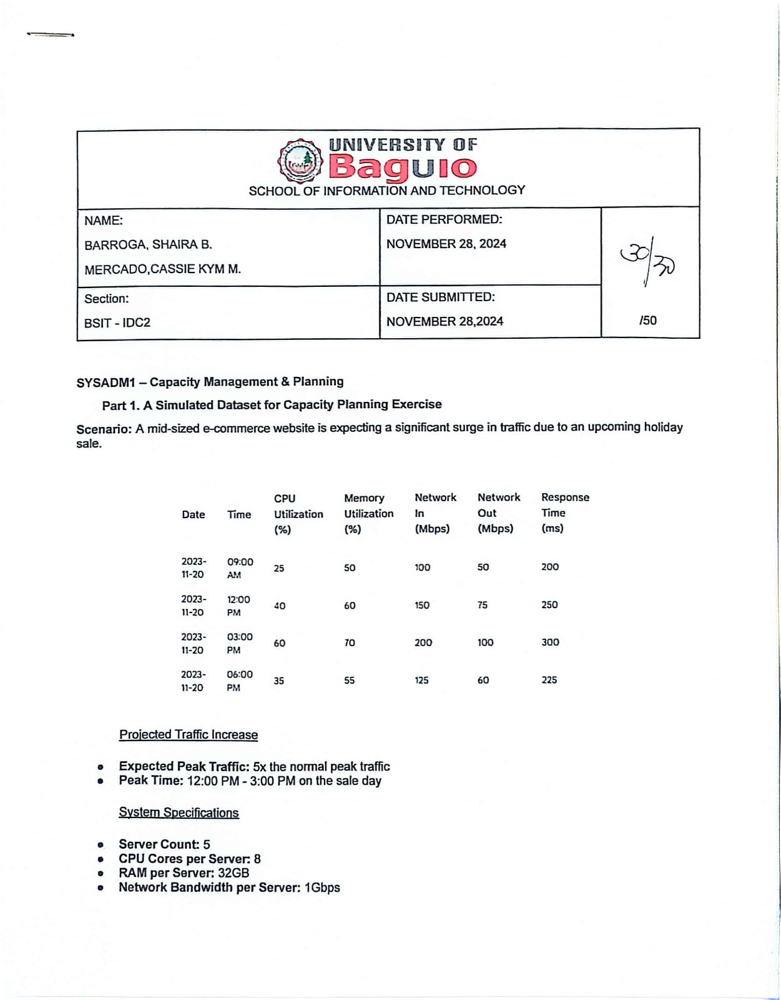 UNIVERSITY OF
BaguIO
SCHOOL OF INFORMATION AND TECHNOLOGY
NAME:
BARROGA, SHAIRA B.
MERCADO,CASSIE KYM M.
DATE PERFORMED:
NOVEMBER 28, 2024
30/30
Section:
BSIT - IDC2
DATE SUBMITTED:
NOVEMBER 28,2024
/50
SYSADM1 – Capacity Management & Planning
Part 1. A Simulated Dataset for Capacity Planning Exercise
Scenario: A mid-sized e-commerce website is expecting a significant surge in traffic due to an upcoming holiday
sale.
Date Time CPU Utilization (%) Memory Utilization (%) Network In (Mbps) Network Out (Mbps) Response Time (ms)
2023-11-20 09:00 AM 25 50 100 50 200
2023-11-20 12:00 PM 40 60 150 75 250
2023-11-20 03:00 PM 60 70 200 100 300
2023-11-20 06:00 PM 35 55 125 60 225
Projected Traffic Increase
• Expected Peak Traffic: 5x the normal peak traffic
• Peak Time: 12:00 PM - 3:00 PM on the sale day
System Specifications
• Server Count: 5
• CPU Cores per Server: 8
• RAM per Server: 32GB
• Network Bandwidth per Server: 1Gbps